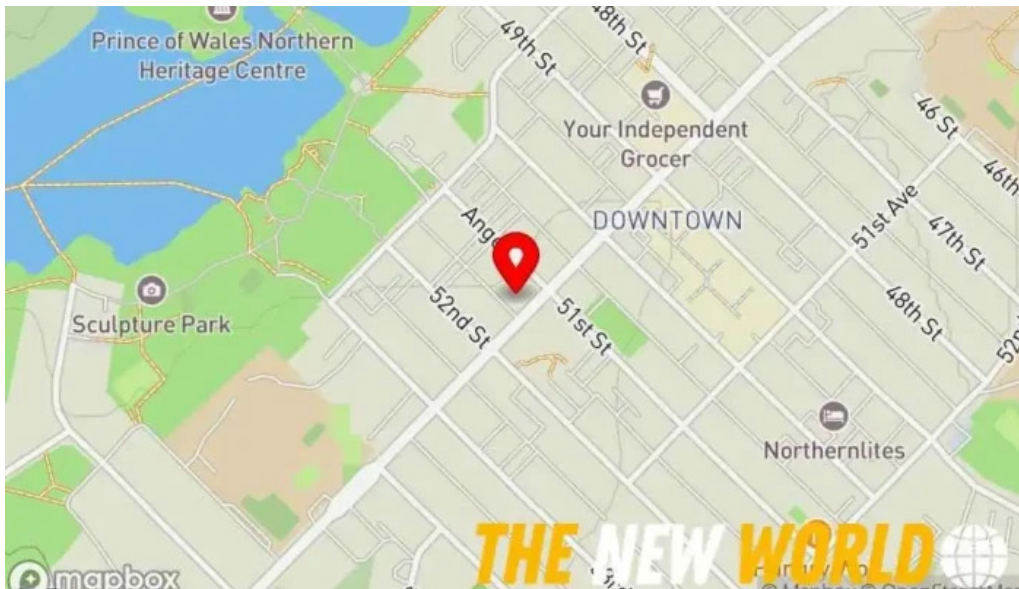 Prince of Wales Northern
Heritage Centre
49th St
48th St
Your Independent
Grocer
46 St
46th
DOWNTOWN
51st Ave
47th St
Sculpture Park
52nd St
51st St
48th St
Northernlites
THE NEW WORLD
mapbox